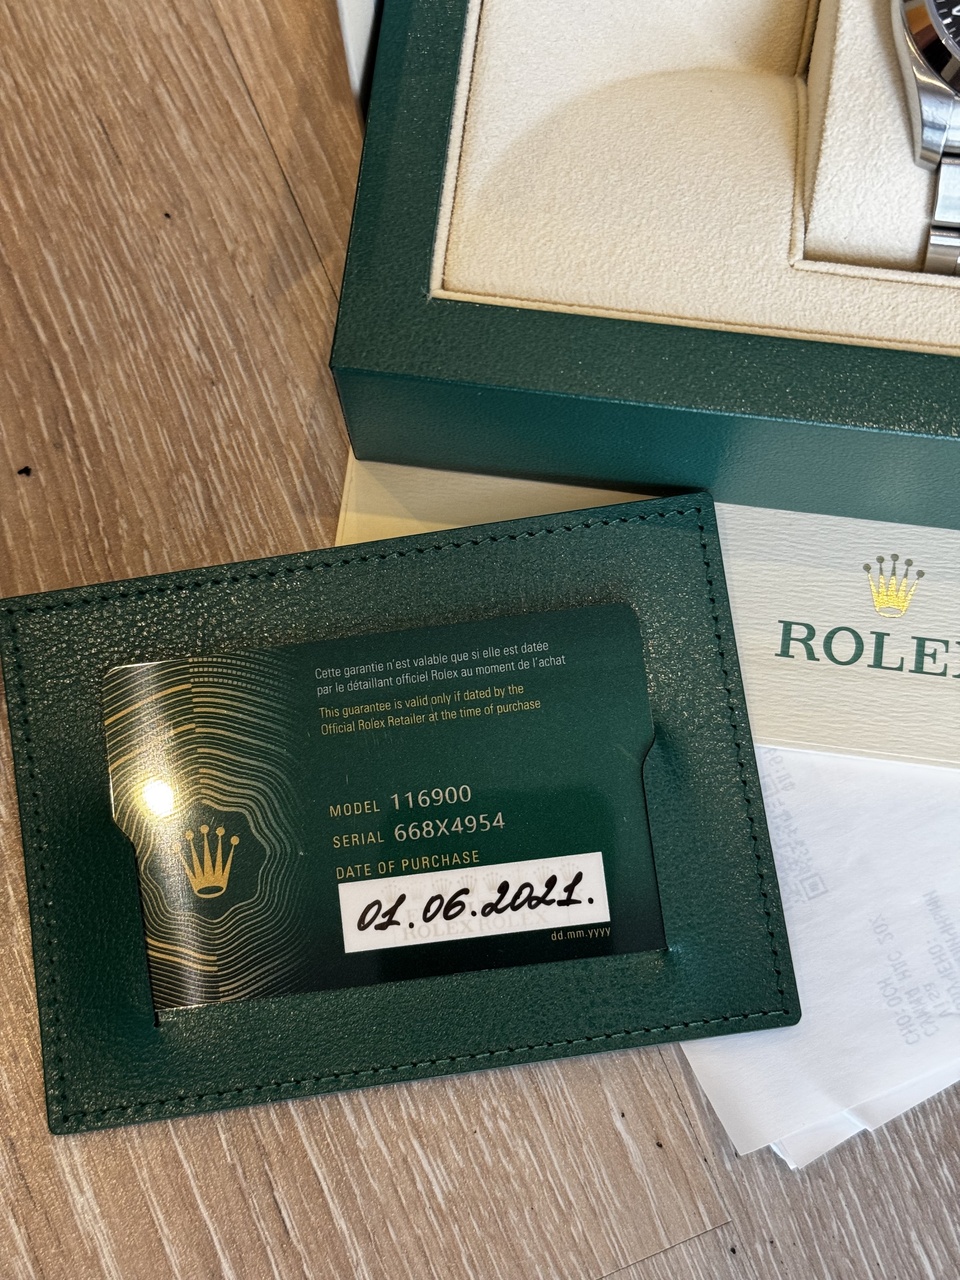 Cette garantie n'est valable que si elle est datée
par le détaillant officiel Rolex au moment de l'achat
This guarantee is valid only if dated by the
Official Rolex Retailer at the time of purchase
MODEL 116900
SERIAL 668X4954
DATE OF PURCHASE
01.06.2021.
ROLEX ROLEX
dd.mm.yyyy
ROLEX